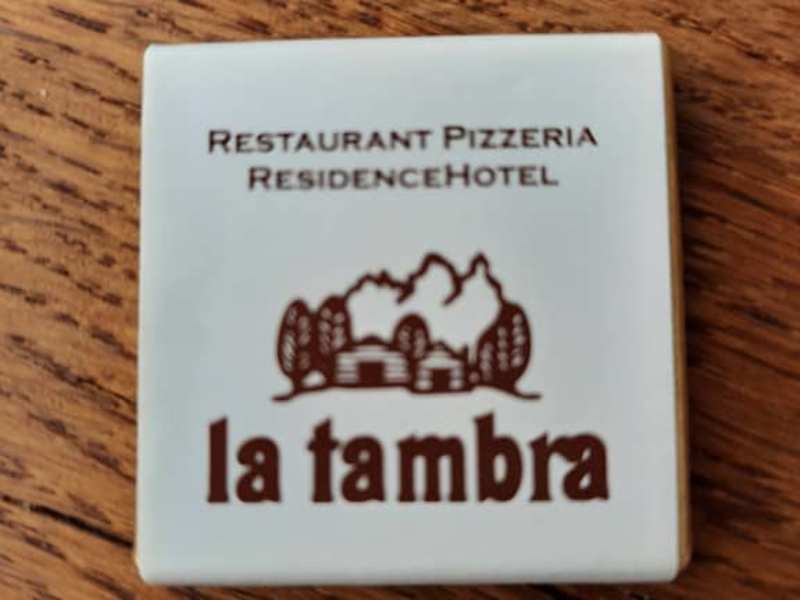 RESTAURANT PIZZERIA
RESIDENCEHOTEL
la tambra